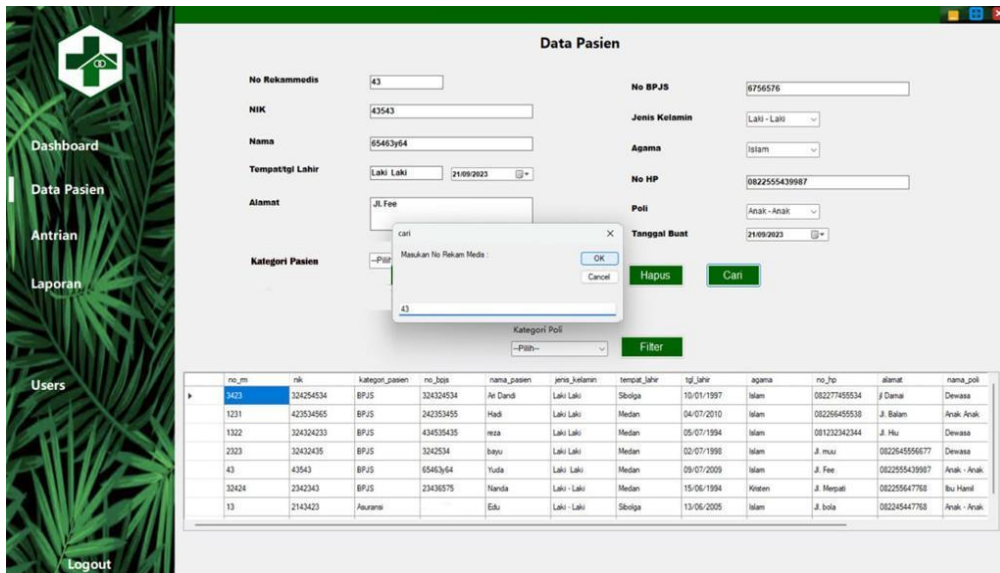 Data Pasien
No Rekammedis 43
No BPJS 6756576
NIK 43543
Jenis Kelamin Laki - Laki
Nama 65463y64
Agama Islam
Tempat/tgl Lahir Laki Laki 21/09/2023
No HP 0822555439987
Alamat Jl. Fee
Poli Anak - Anak
Tanggal Buat 21/09/2023
Kategori Pasien --Pilih
cari
Masukan No Rekam Medis :
OK
Cancel
43
Hapus Cari
Kategori Poli
--Pilih-- Filter
Dashboard
Data Pasien
Antrian
Laporan
Users
Logout
no_rm nik kategori_pasien no_bpjs nama_pasien jenis_kelamin tempat_lahir tgl_lahir agama no_hp alamat nama_poli
3423 324254534 BPJS 324324534 Ari Dandi Laki Laki Sibolga 10/01/1997 Islam 082277455534 jl Damai Dewasa
1231 423534565 BPJS 242353455 Hadi Laki Laki Medan 04/07/2010 Islam 082266455538 Jl. Balam Anak Anak
1322 324324233 BPJS 434535435 reza Laki Laki Medan 05/07/1994 Islam 081232342344 Jl. Hiu Dewasa
2323 32432435 BPJS 3242534 bayu Laki Laki Medan 02/07/1998 Islam Jl. muu 0822645556677 Dewasa
43 43543 BPJS 65463y64 Yuda Laki Laki Medan 09/07/2009 Islam Jl. Fee 0822555439987 Anak - Anak
32424 2342343 BPJS 23436575 Nanda Laki - Laki Medan 15/06/1994 Kristen Jl. Merpati 082255647768 Ibu Hamil
13 2143423 Asuransi Edu Laki - Laki Sibolga 13/06/2005 Islam Jl. bola 082245447768 Anak - Anak